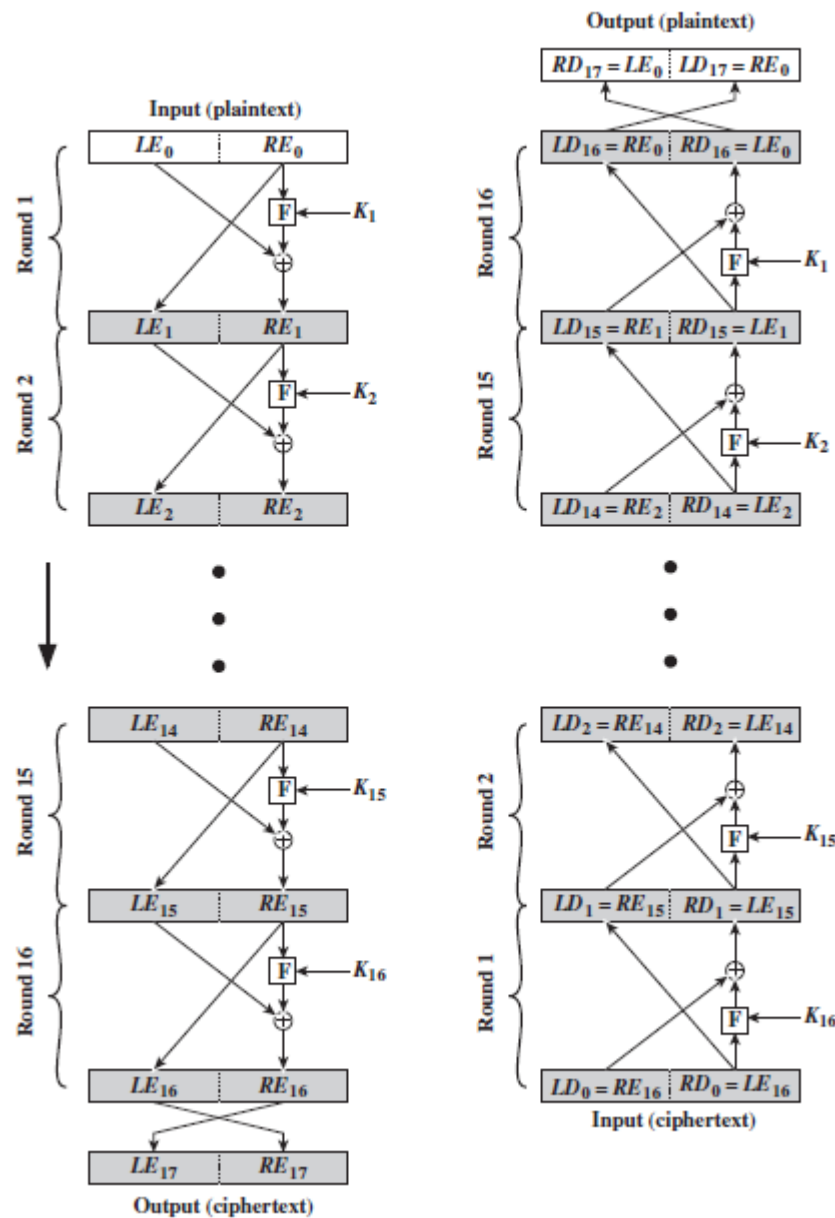 Input (plaintext)
Round 1
LE₀ RE₀
F K₁
+
LE₁ RE₁
Round 2
F K₂
+
LE₂ RE₂
Round 15
LE₁₄ RE₁₄
F K₁₅
+
LE₁₅ RE₁₅
Round 16
F K₁₆
+
LE₁₆ RE₁₆
LE₁₇ RE₁₇
Output (ciphertext)
Output (plaintext)
RD₁₇ = LE₀ LD₁₇ = RE₀
LD₁₆ = RE₀ RD₁₆ = LE₀
Round 16
+
F K₁
LD₁₅ = RE₁ RD₁₅ = LE₁
Round 15
+
F K₂
LD₁₄ = RE₂ RD₁₄ = LE₂
LD₂ = RE₁₄ RD₂ = LE₁₄
Round 2
+
F K₁₅
LD₁ = RE₁₅ RD₁ = LE₁₅
Round 1
+
F K₁₆
LD₀ = RE₁₆ RD₀ = LE₁₆
Input (ciphertext)